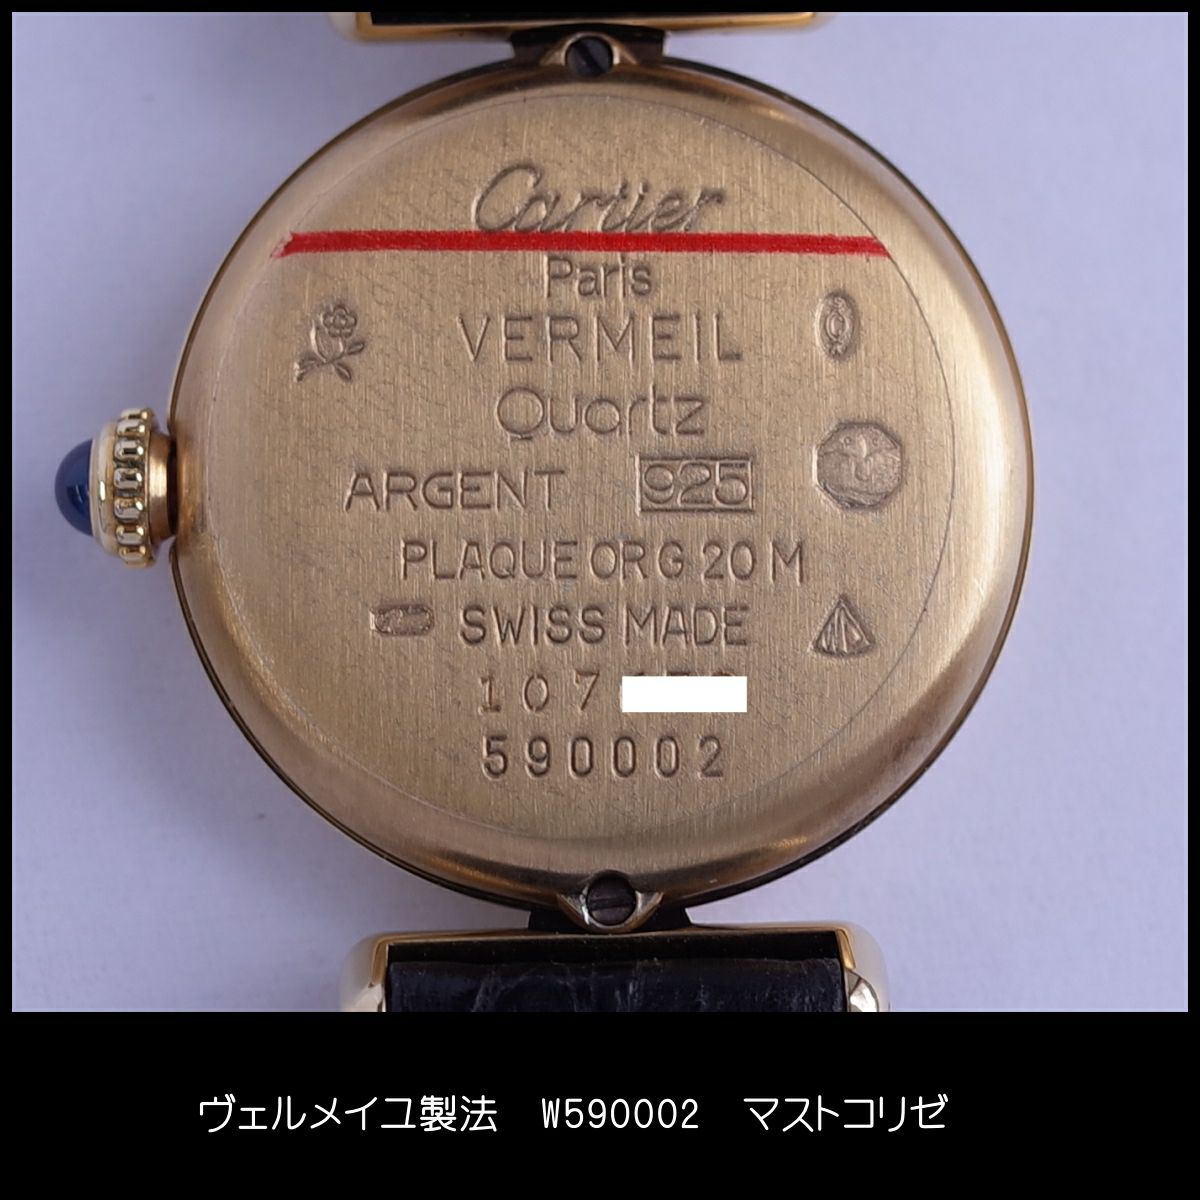 Cartier
Paris
VERMEIL
Quartz
ARGENT 925
PLAQUE OR G 20 M
SWISS MADE
107
590002
ヴェルメイユ製法 W590002 マストコリゼ